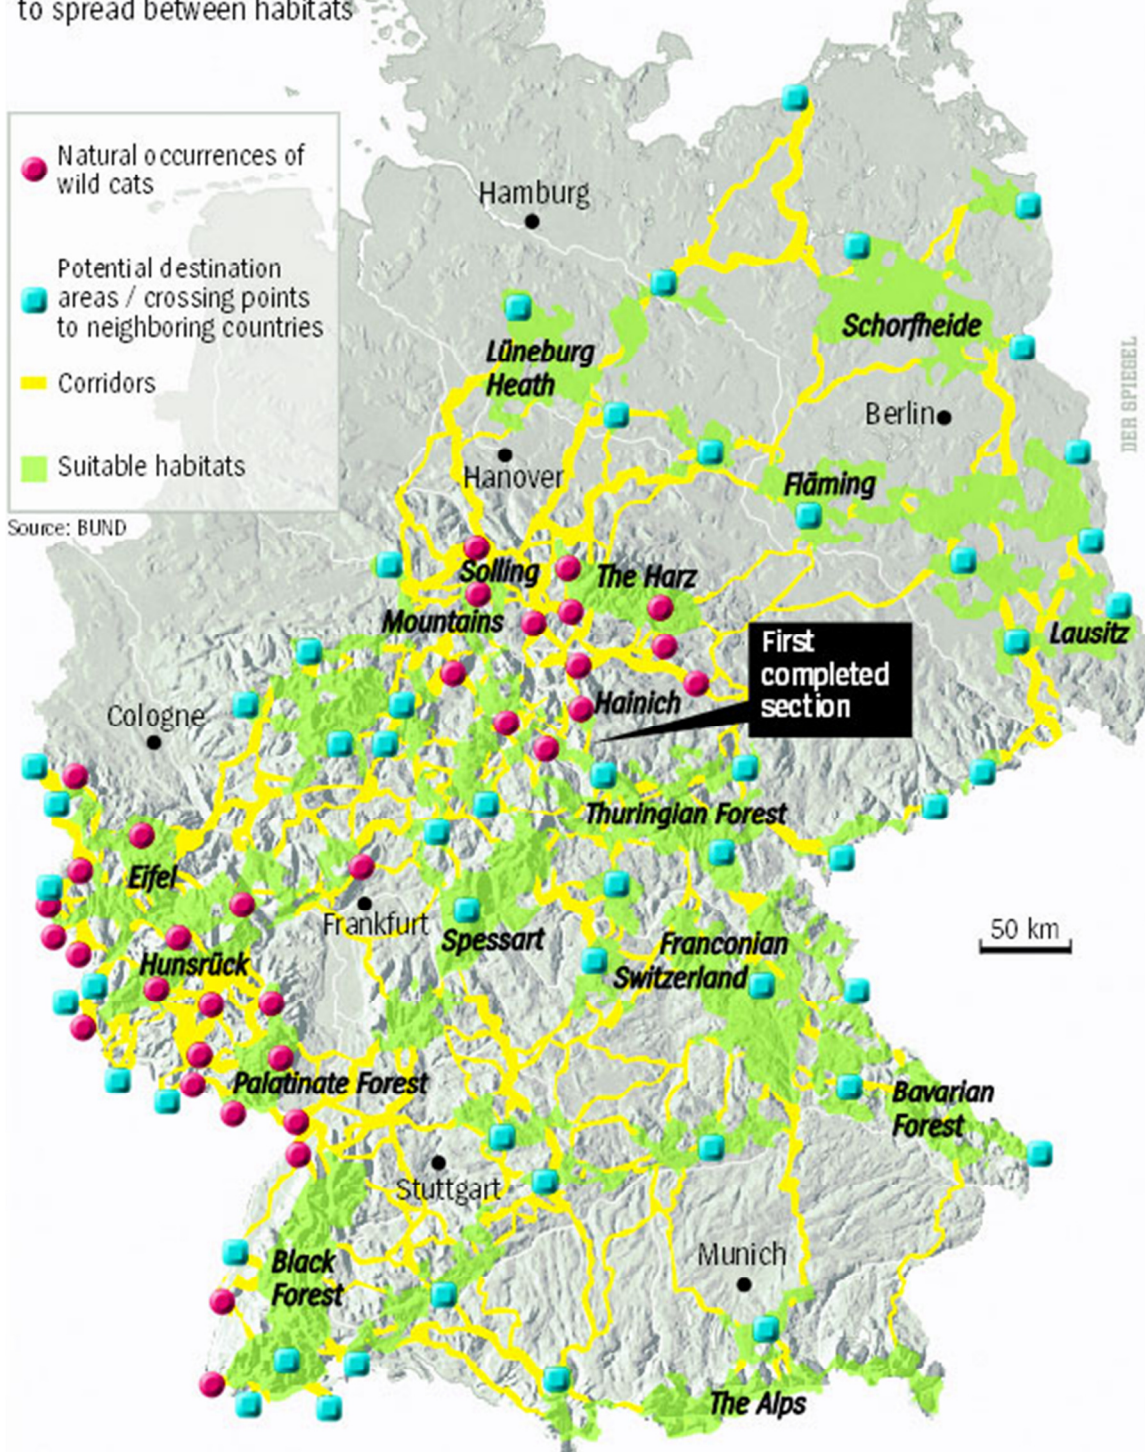 to spread between habitats
Natural occurrences of
wild cats
Potential destination
areas / crossing points
to neighboring countries
Corridors
Suitable habitats
Source: BUND
Hamburg
Schorfheide
Lüneburg
Heath
DER SPIEGEL
Berlin
Hanover
Fläming
Solling
The Harz
Mountains
Lausitz
First
completed
section
Hainich
Cologne
Thuringian Forest
Eifel
Frankfurt
Spessart
Franconian
Switzerland
50 km
Hunsrück
Palatinate Forest
Bavarian
Forest
Stuttgart
Munich
Black
Forest
The Alps